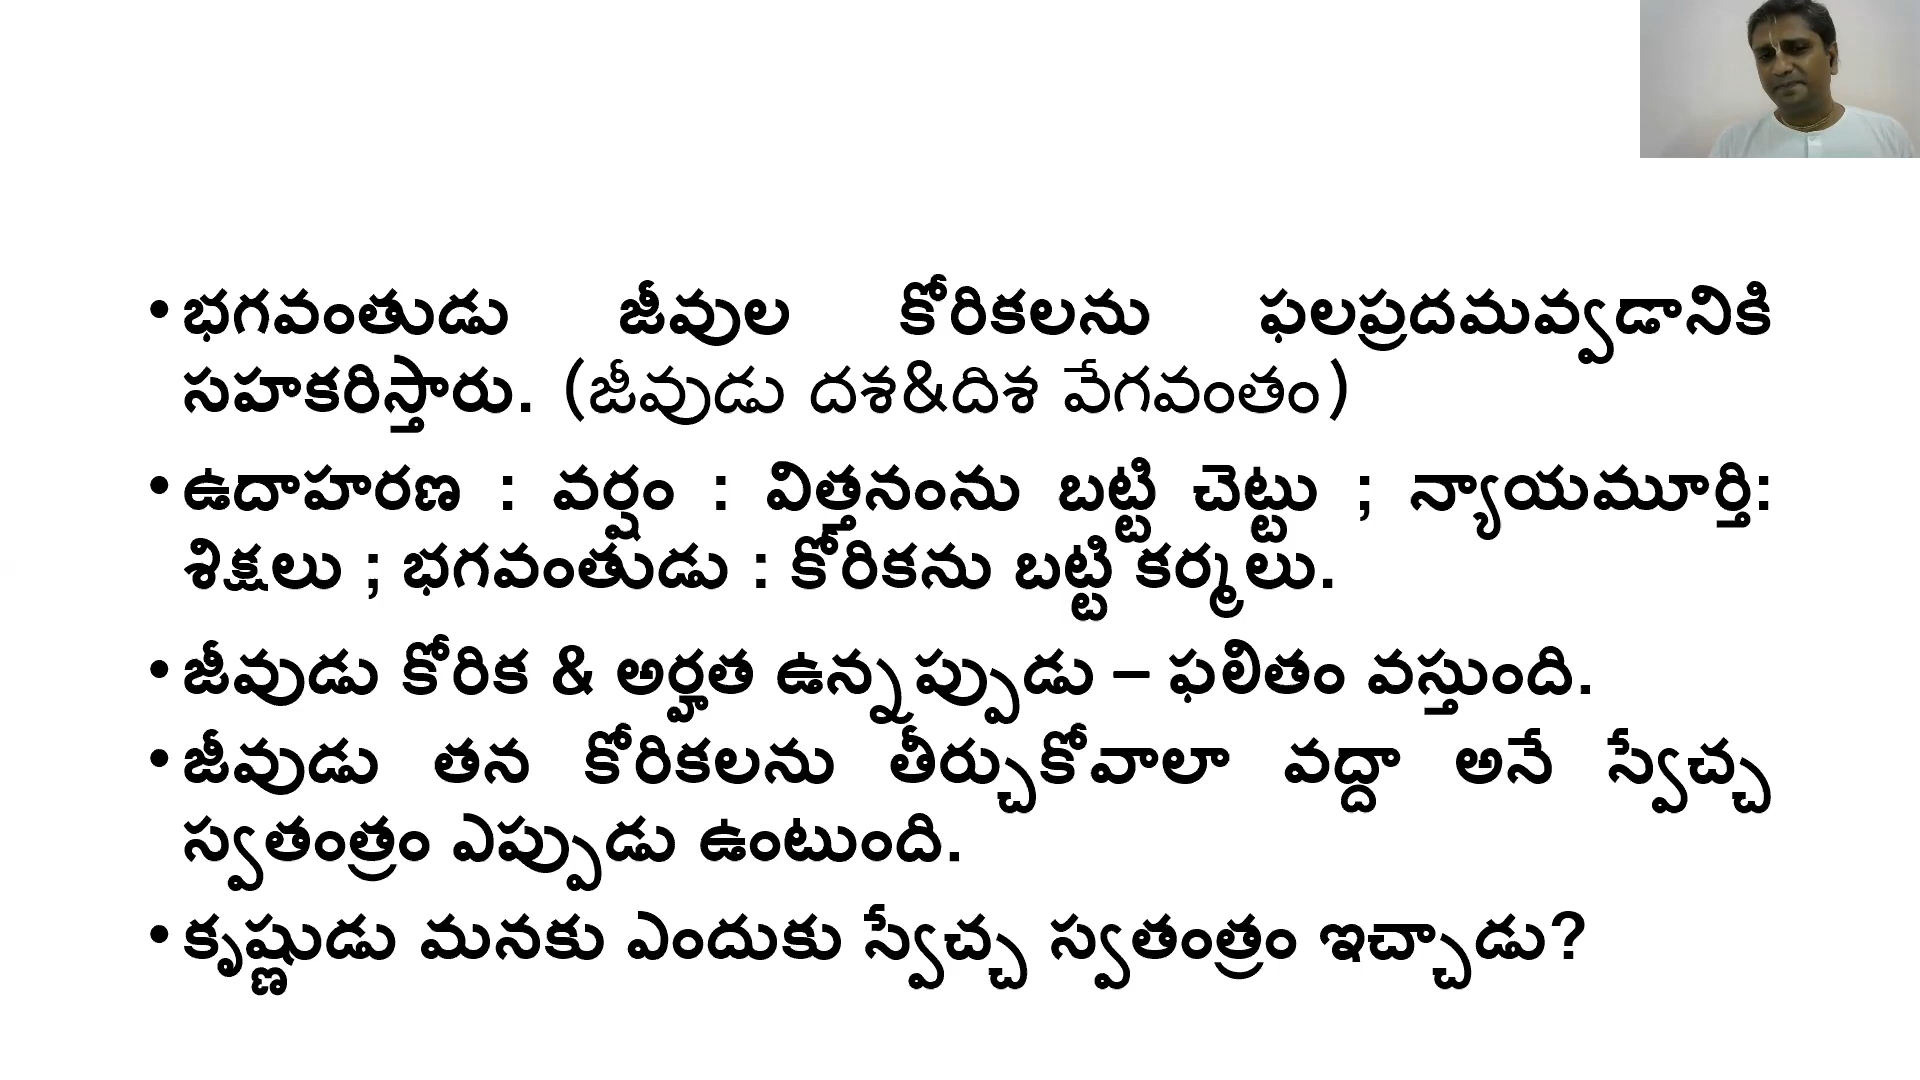 • భగవంతుడు జీవుల కోరికలను ఫలప్రదమవ్వడానికి
సహకరిస్తారు. (జీవుడు దశ&దిశ వేగవంతం)
• ఉదాహరణ : వర్షం : విత్తనంను బట్టి చెట్టు ; న్యాయమూర్తి:
శిక్షలు ; భగవంతుడు : కోరికను బట్టి కర్మలు.
• జీవుడు కోరిక & అర్హత ఉన్నప్పుడు – ఫలితం వస్తుంది.
• జీవుడు తన కోరికలను తీర్చుకోవాలా వద్దా అనే స్వేచ్చ
స్వతంత్రం ఎప్పుడు ఉంటుంది.
• కృష్ణుడు మనకు ఎందుకు స్వేచ్చ స్వతంత్రం ఇచ్చాడు?